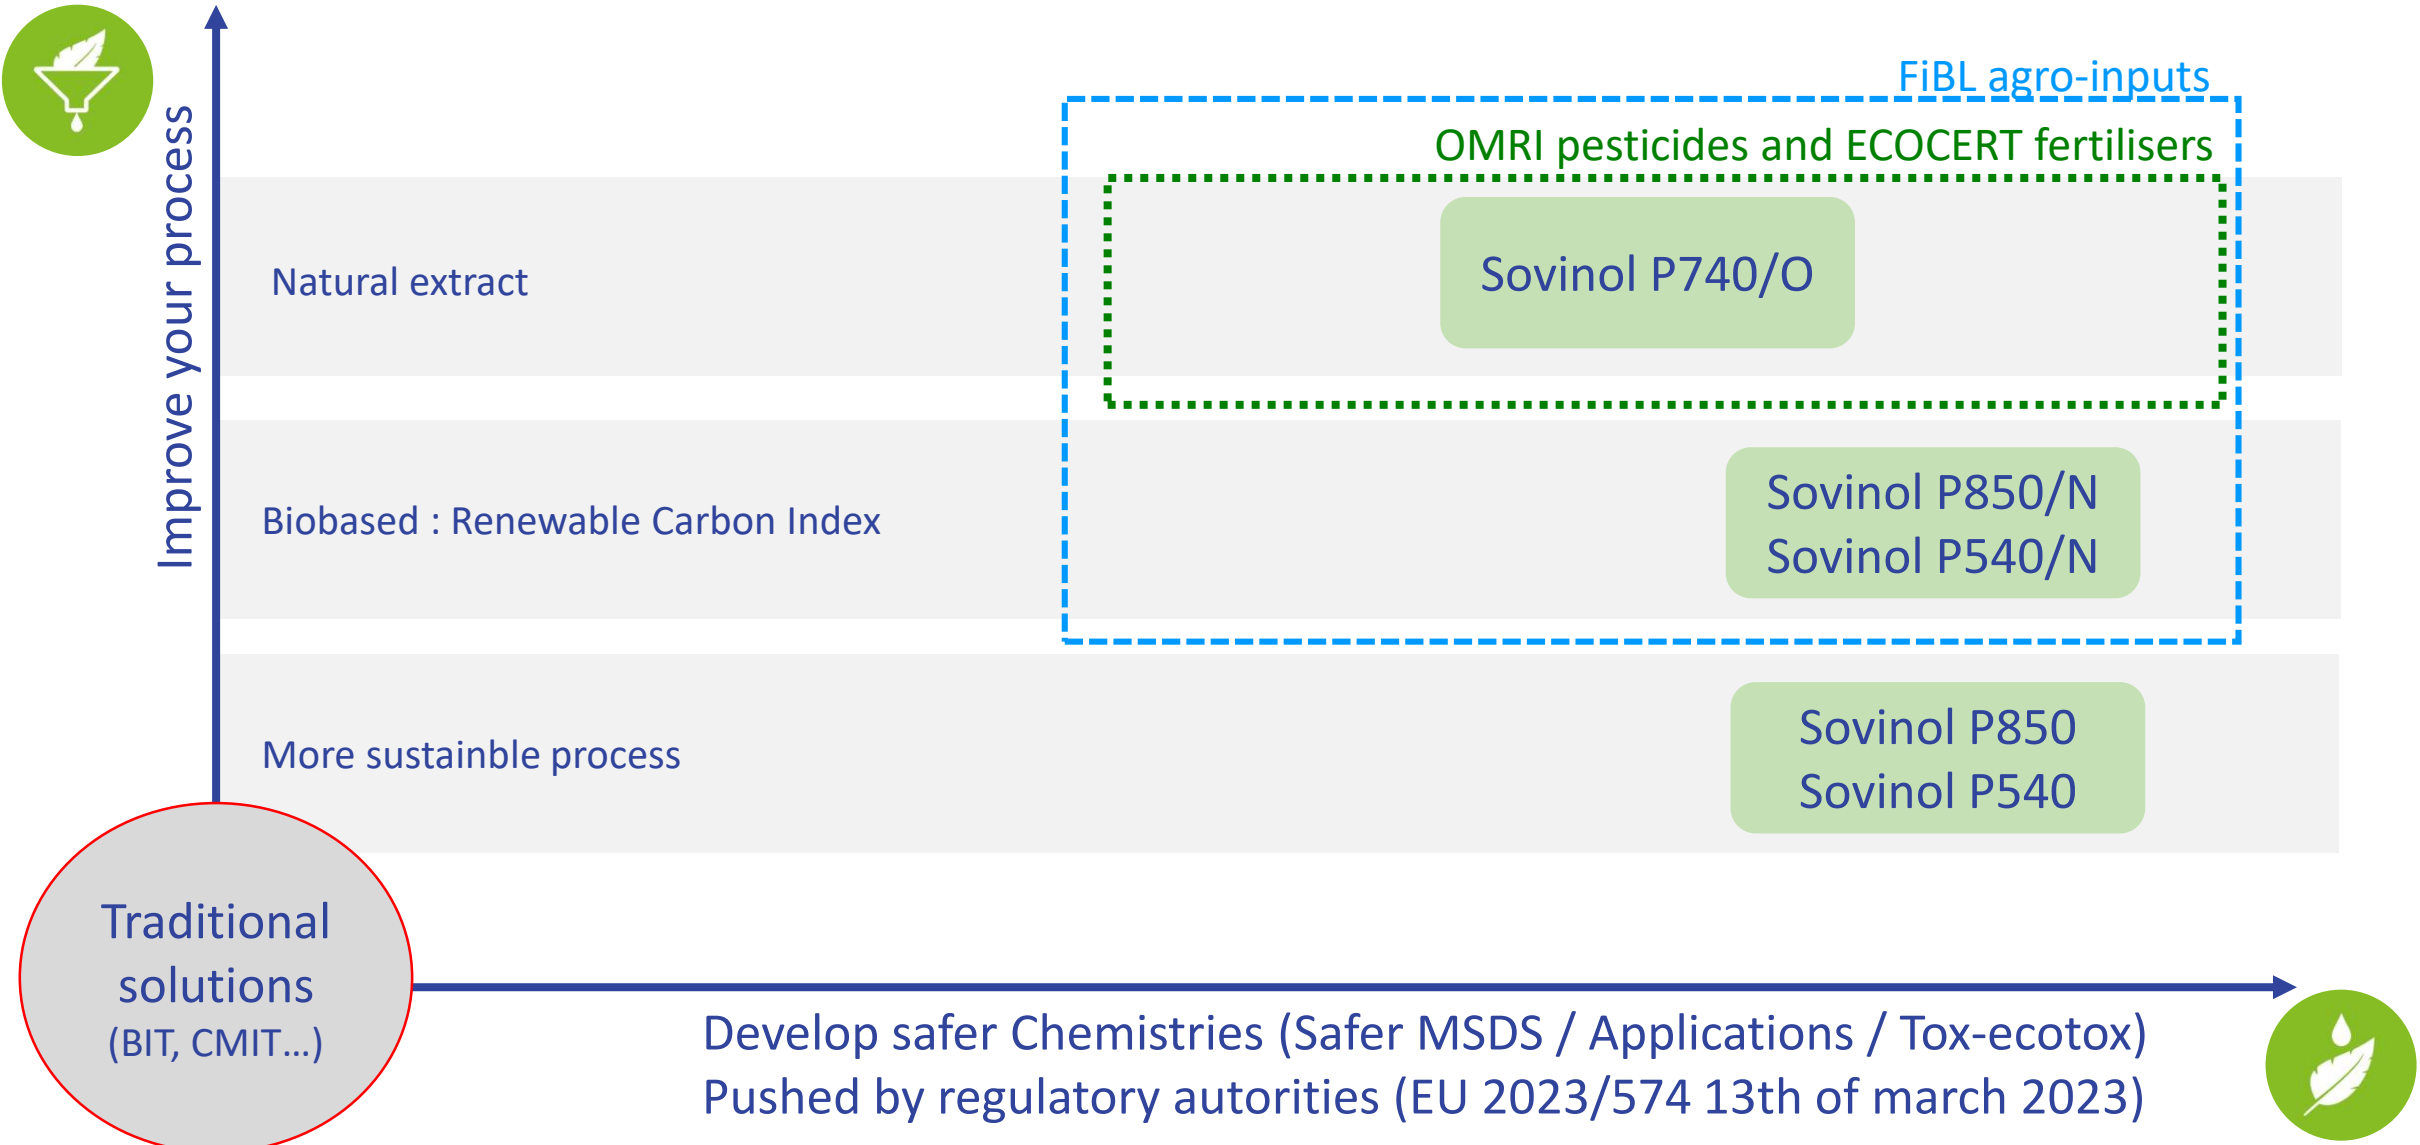 FiBL agro-inputs
OMRI pesticides and ECOCERT fertilisers
Improve your process
Natural extract
Sovinol P740/O
Biobased : Renewable Carbon Index
Sovinol P850/N
Sovinol P540/N
More sustainble process
Sovinol P850
Sovinol P540
Traditional
solutions
(BIT, CMIT...)
Develop safer Chemistries (Safer MSDS / Applications / Tox-ecotox)
Pushed by regulatory autorities (EU 2023/574 13th of march 2023)